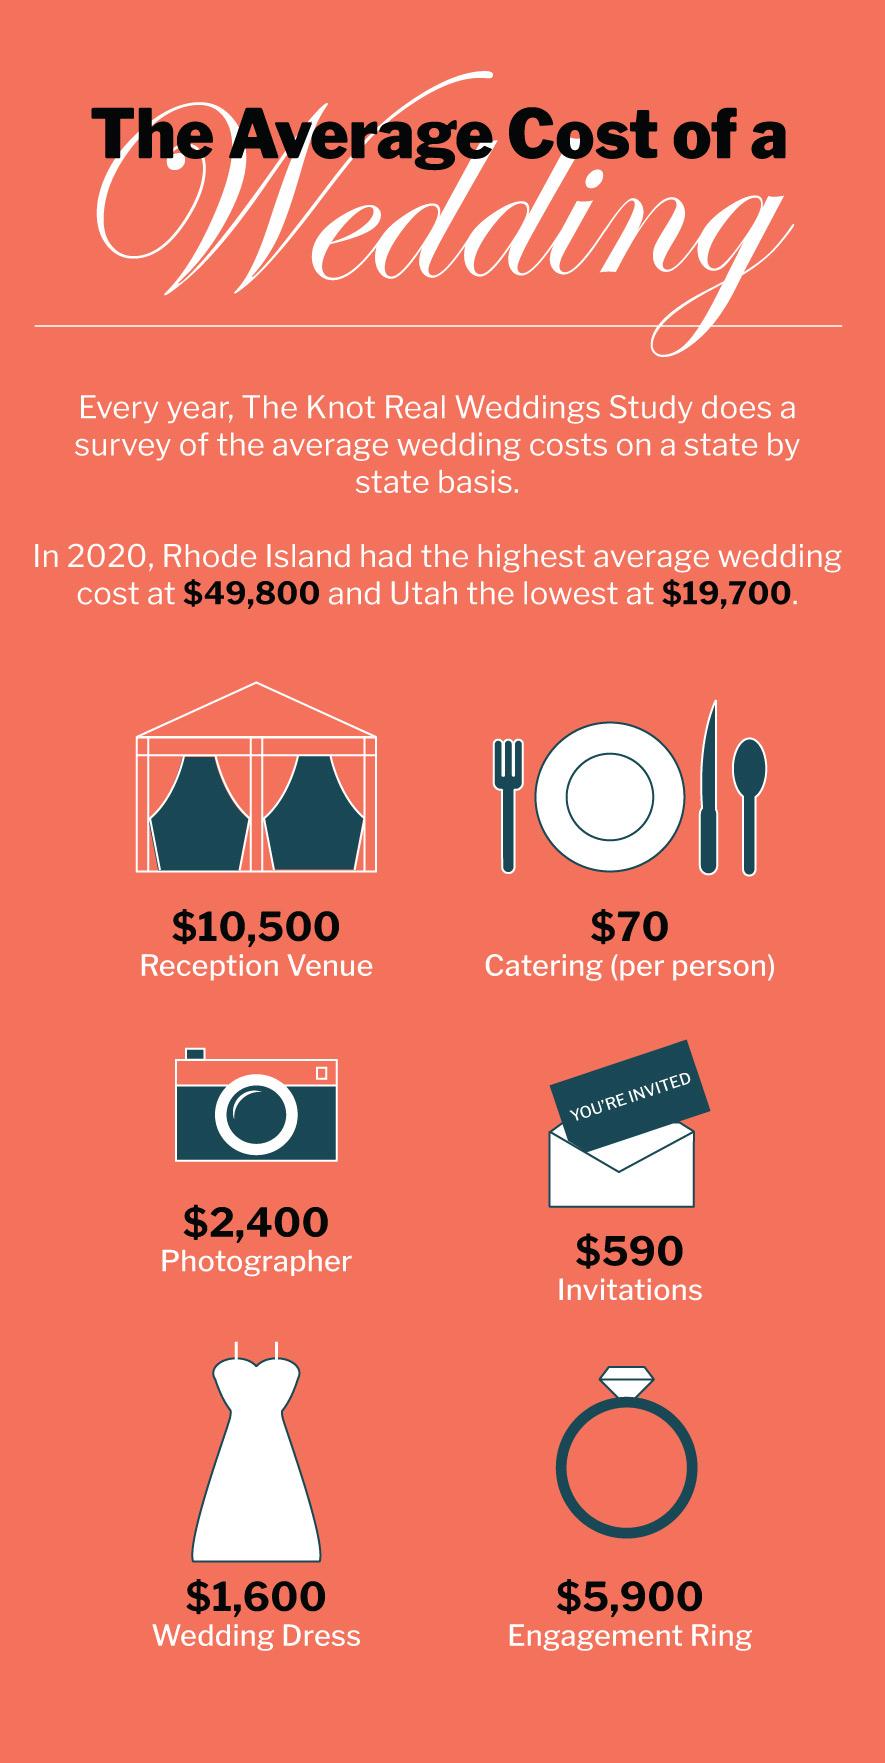 The Average Cost of a
Wedding
Every year, The Knot Real Weddings Study does a
survey of the average wedding costs on a state by
state basis.
In 2020, Rhode Island had the highest average wedding
cost at $49,800 and Utah the lowest at $19,700.
$10,500
Reception Venue
$70
Catering (per person)
$2,400
Photographer
YOU'RE INVITED
$590
Invitations
$1,600
Wedding Dress
$5,900
Engagement Ring